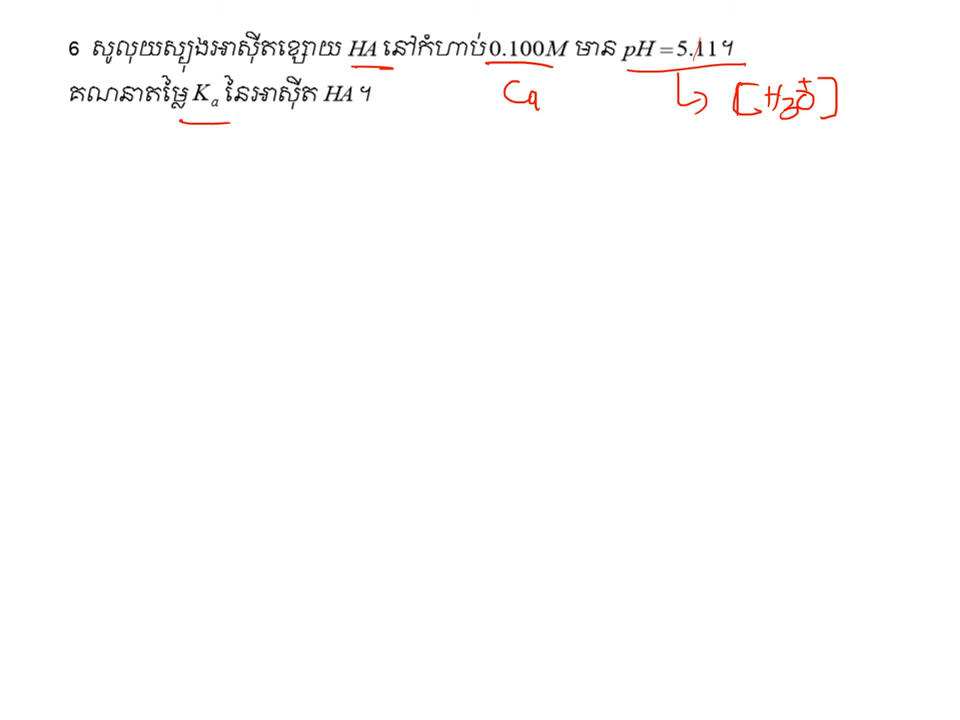 6 សូលុយស្យុងអាស៊ីតខ្សោយ HA នៅកំហាប់ 0.100M មាន pH = 5.11។
គណនាតម្លៃ Ka នៃអាស៊ីត HA ។
Ca
[H3O+]